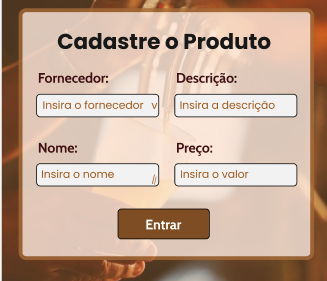 Cadastre o Produto
Fornecedor: Descrição:
Insira o fornecedor v Insira a descrição
Nome: Preço:
Insira o nome // Insira o valor
Entrar